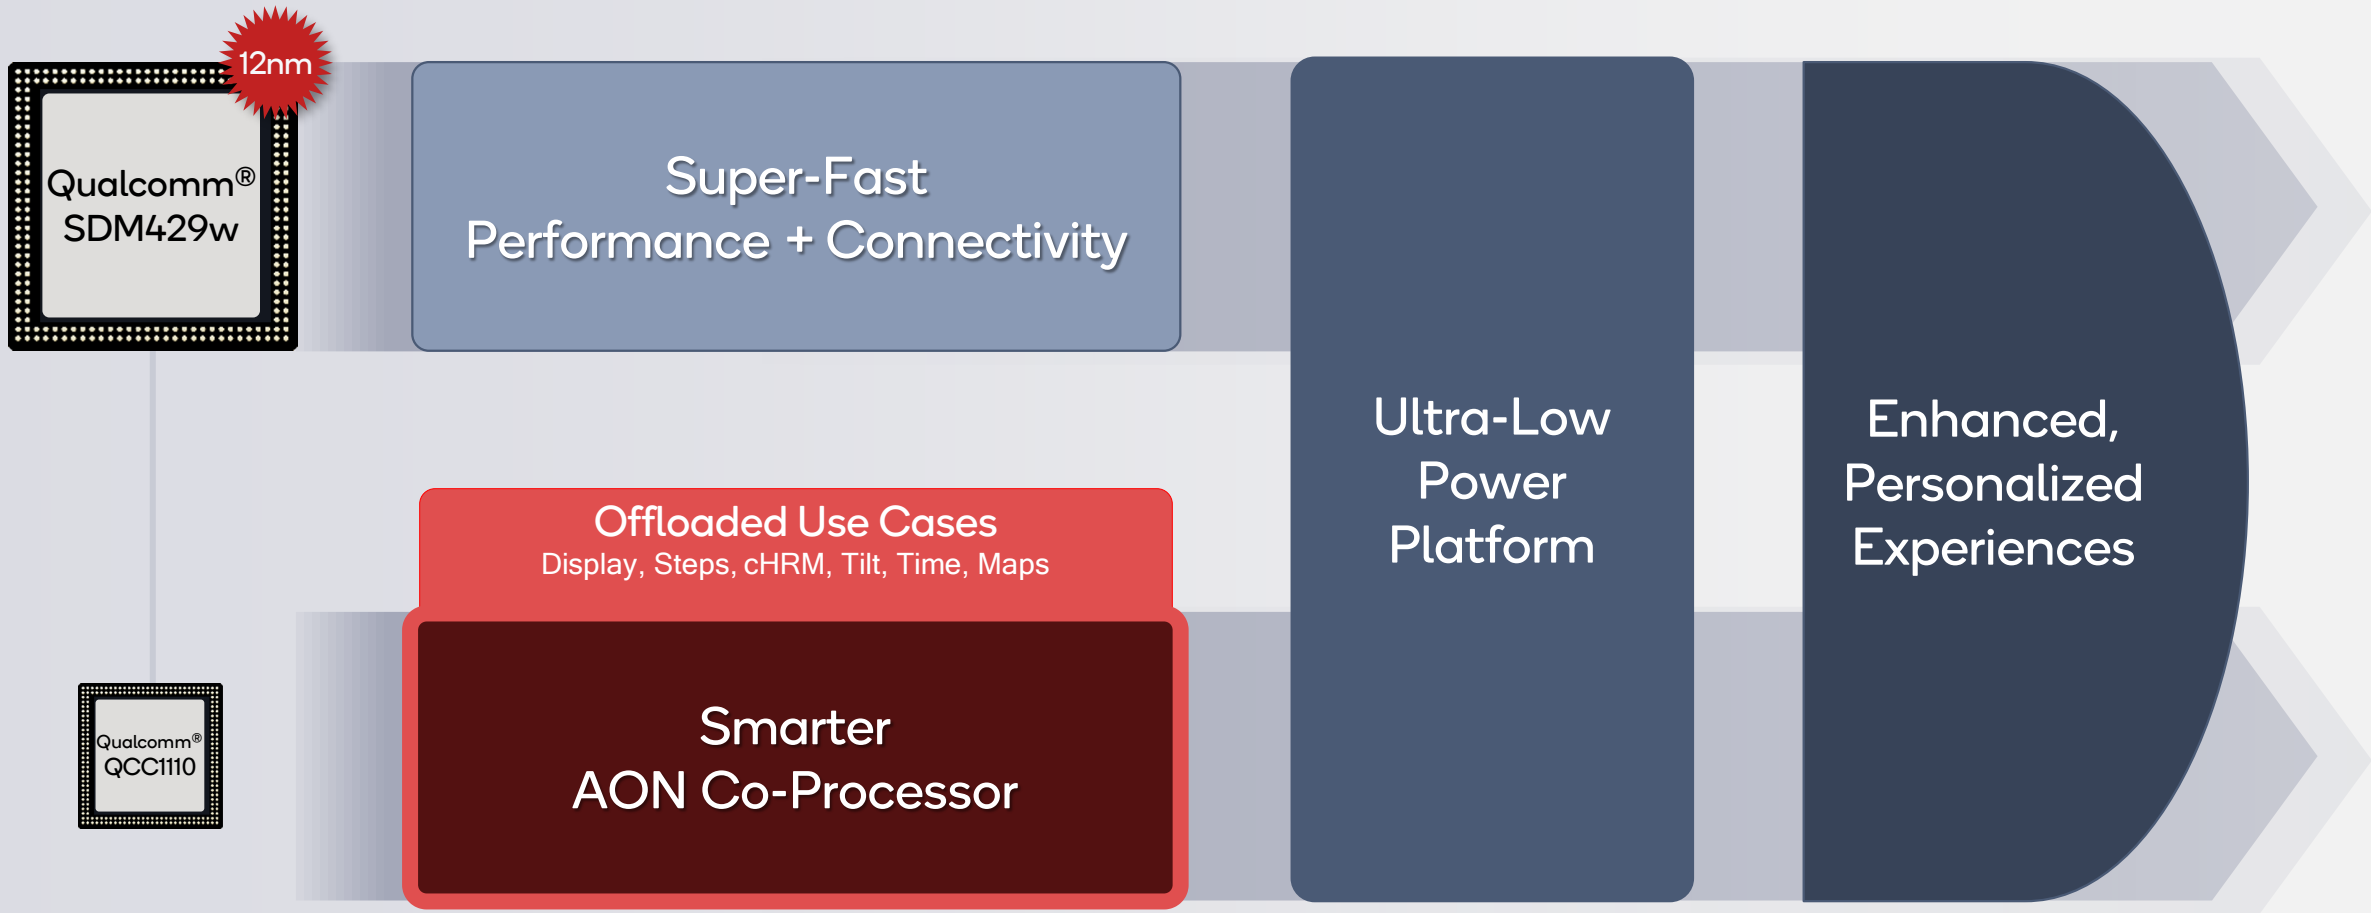 12nm
Qualcomm®
SDM429w
Super-Fast
Performance + Connectivity
Offloaded Use Cases
Display, Steps, cHRM, Tilt, Time, Maps
Qualcomm®
QCC1110
Smarter
AON Co-Processor
Ultra-Low
Power
Platform
Enhanced,
Personalized
Experiences